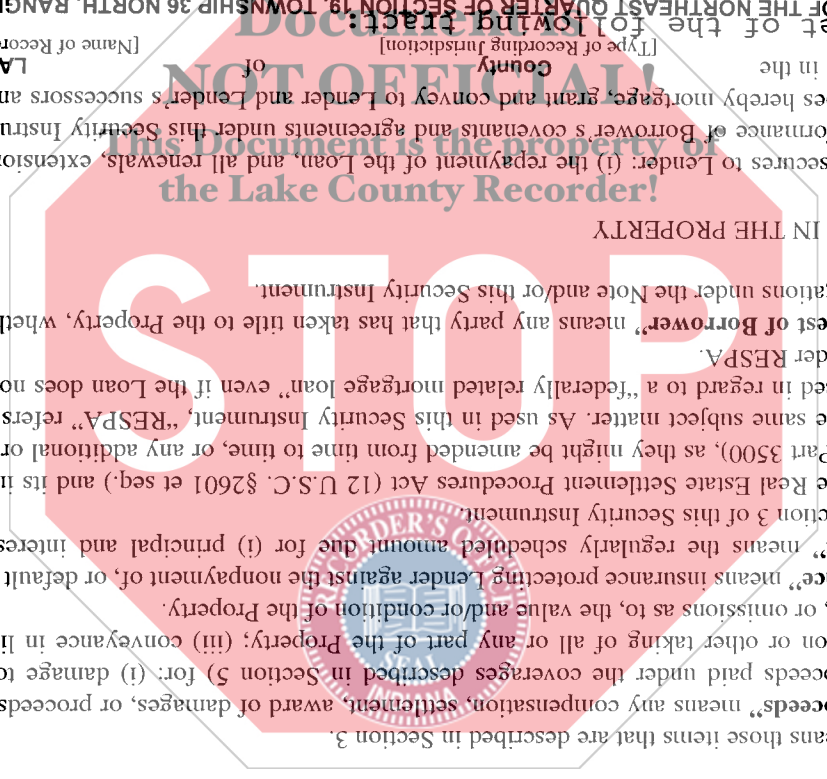 Document is
NOT OFFICIAL!
This Document is the property of
the Lake County Recorder!
STOP
RECORDER'S OFFICE
SEAL
INDIANA
eans those items that are described in Section 3.
oceeds” means any compensation, settlement, award of damages, or proceeds
ceeds paid under the coverages described in Section 5) for: (i) damage to
on or other taking of all or any part of the Property; (iii) conveyance in li
, or omissions as to, the value and/or condition of the Property.
ce” means insurance protecting Lender against the nonpayment of, or default
” means the regularly scheduled amount due for (i) principal and interes
ction 3 of this Security Instrument.
e Real Estate Settlement Procedures Act (12 U.S.C. §2601 et seq.) and its i
Part 3500), as they might be amended from time to time, or any additional or
e same subject matter. As used in this Security Instrument, “RESPA” refers
ed in regard to a “federally related mortgage loan” even if the Loan does no
der RESPA.
est of Borrower” means any party that has taken title to the Property, wheth
gations under the Note and/or this Security Instrument.
IN THE PROPERTY
secures to Lender: (i) the repayment of the Loan, and all renewals, extension
ormance of Borrower's covenants and agreements under this Security Instru
es hereby mortgage, grant and convey to Lender and Lender's successors an
in the County of LA
[Type of Recording Jurisdiction] [Name of Recor
et of the following tract:
OF THE NORTHEAST QUARTER OF SECTION 19, TOWNSHIP 36 NORTH, RANG